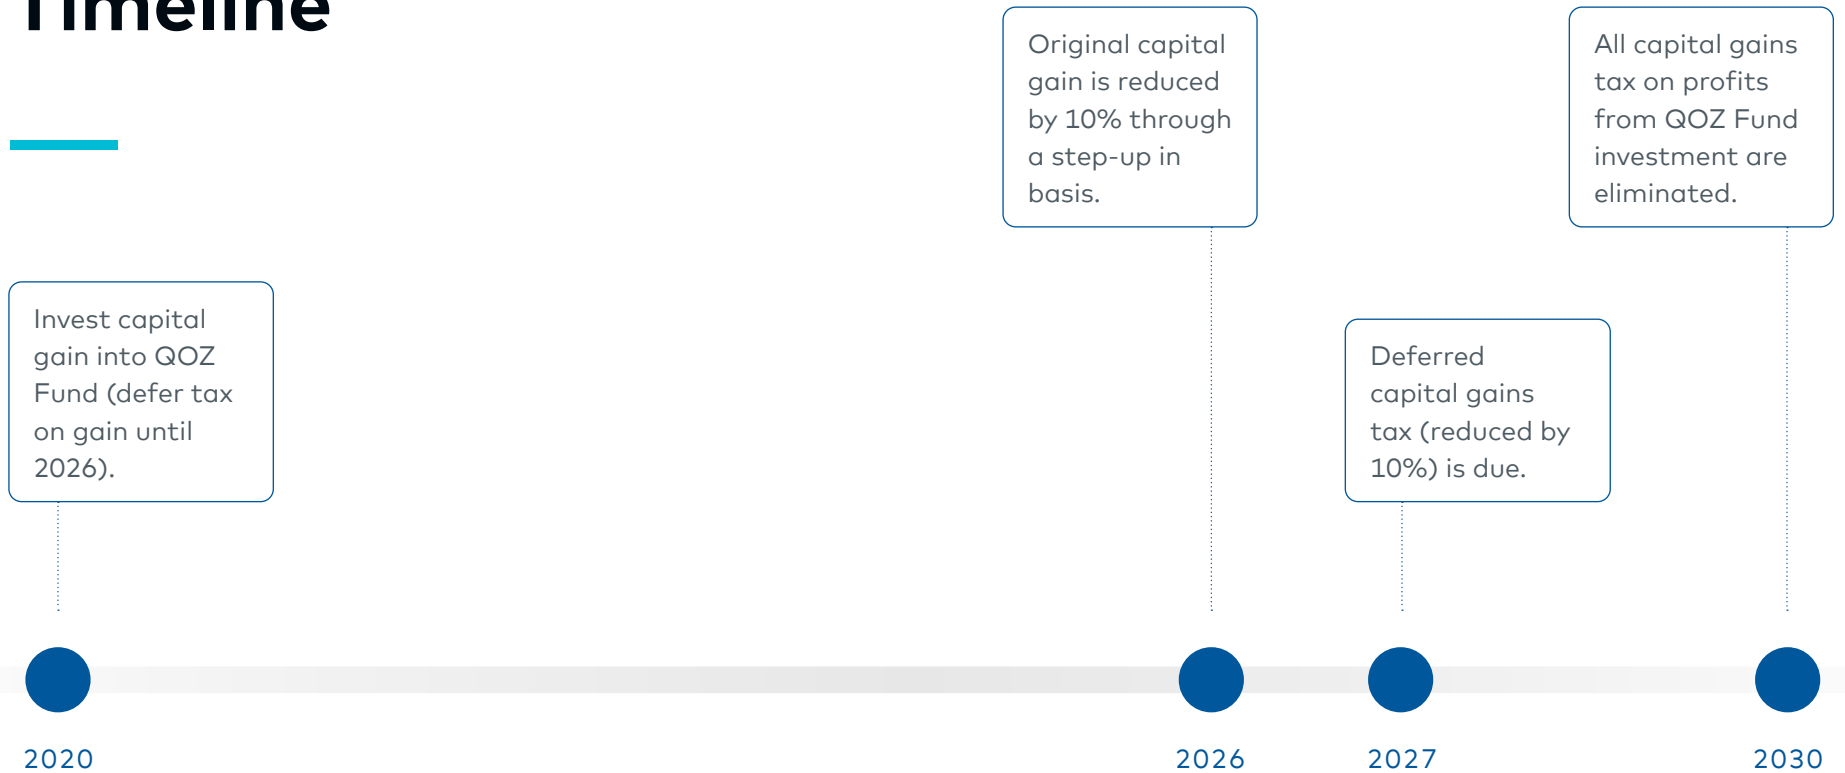 Timeline
Original capital
gain is reduced
by 10% through
a step-up in
basis.
All capital gains
tax on profits
from QOZ Fund
investment are
eliminated.
Invest capital
gain into QOZ
Fund (defer tax
on gain until
2026).
Deferred
capital gains
tax (reduced by
10%) is due.
2020
2026
2027
2030